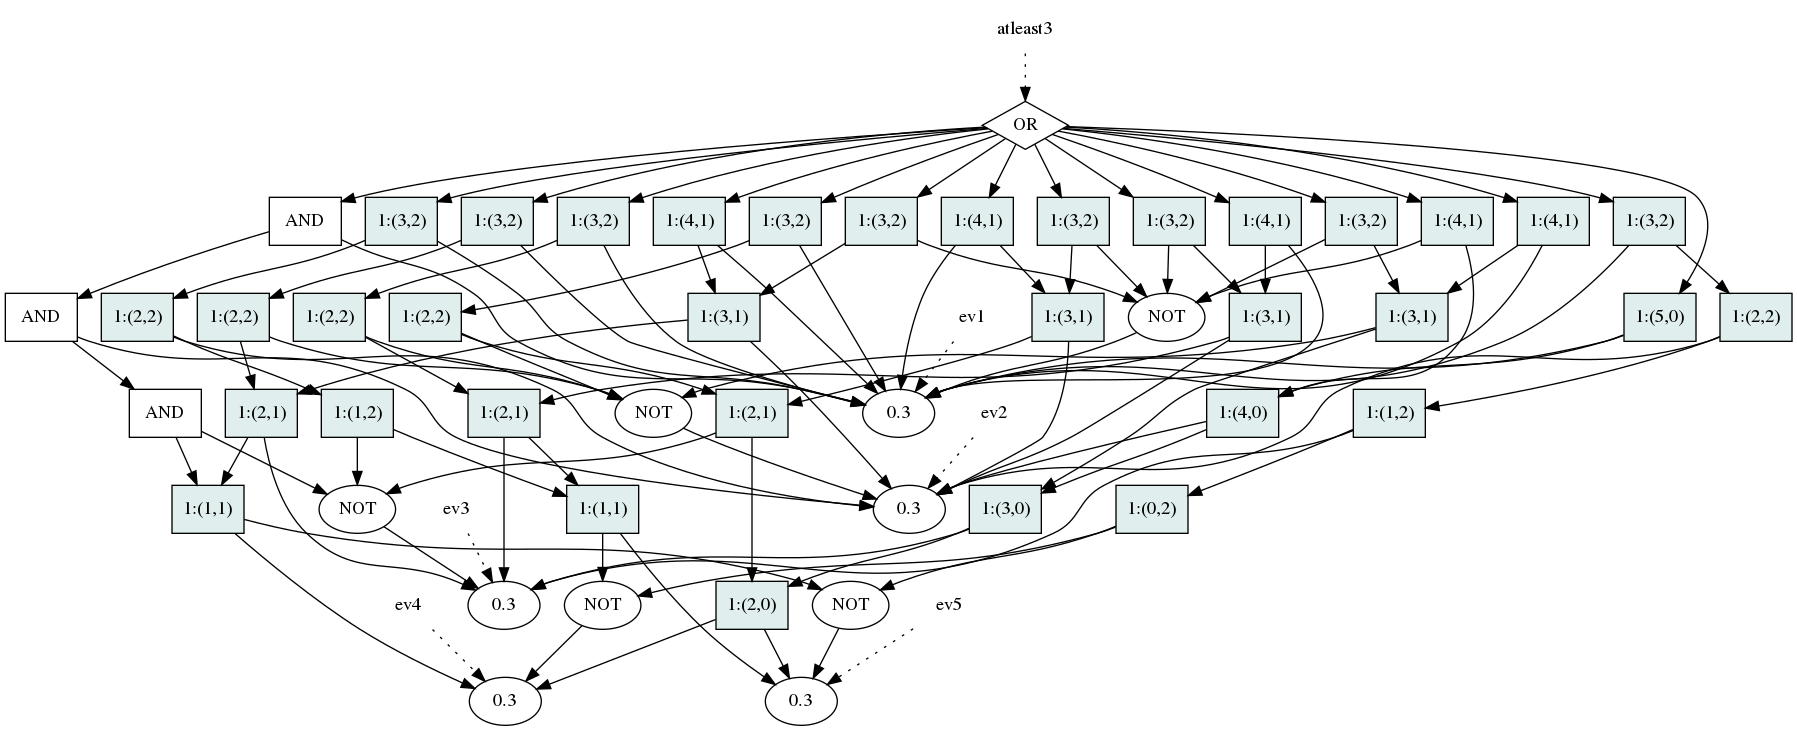 atleast3
OR
AND 1:(3,2) 1:(3,2) 1:(3,2) 1:(4,1) 1:(3,2) 1:(3,2) 1:(4,1) 1:(3,2) 1:(3,2) 1:(4,1) 1:(3,2) 1:(4,1) 1:(4,1) 1:(3,2)
AND 1:(2,2) 1:(2,2) 1:(2,2) 1:(2,2) 1:(3,1) ev1 1:(3,1) NOT 1:(3,1) 1:(3,1) 1:(5,0) 1:(2,2)
AND 1:(2,1) 1:(1,2) 1:(2,1) NOT 1:(2,1) 0.3 ev2 1:(4,0) 1:(1,2)
1:(1,1) NOT ev3 1:(1,1) 0.3 1:(3,0) 1:(0,2)
ev4 0.3 NOT 1:(2,0) NOT ev5
0.3 0.3